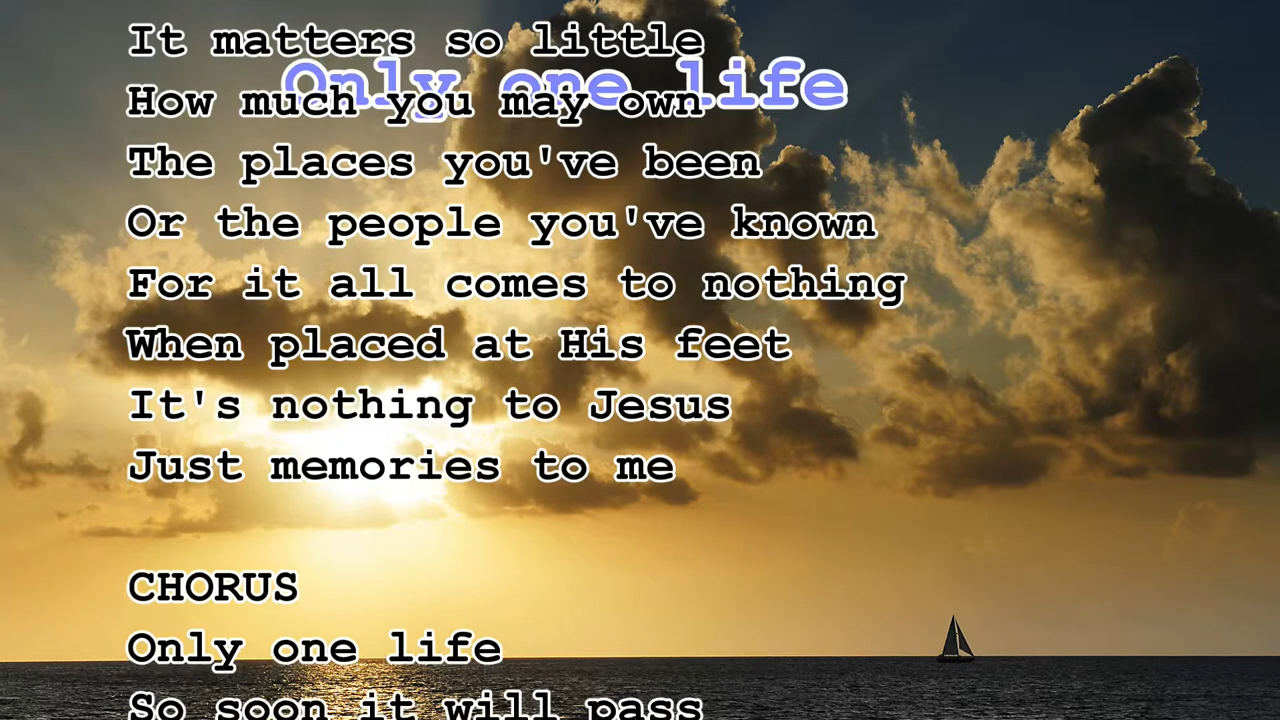 It matters so little
Only one life
How much you may own
The places you've been
Or the people you've known
For it all comes to nothing
When placed at His feet
It's nothing to Jesus
Just memories to me
CHORUS
Only one life
So soon it will pass